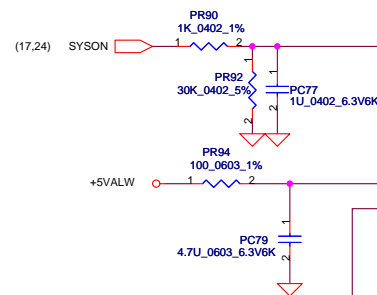 PR90
1K_0402_1%
(17,24) SYSON 1 2
PR92
30K_0402_5%
1
2
PC77
1U_0402_6.3V6K
1
2
PR94
100_0603_1%
+5VALW 1 2
PC79
4.7U_0603_6.3V6K
1
2